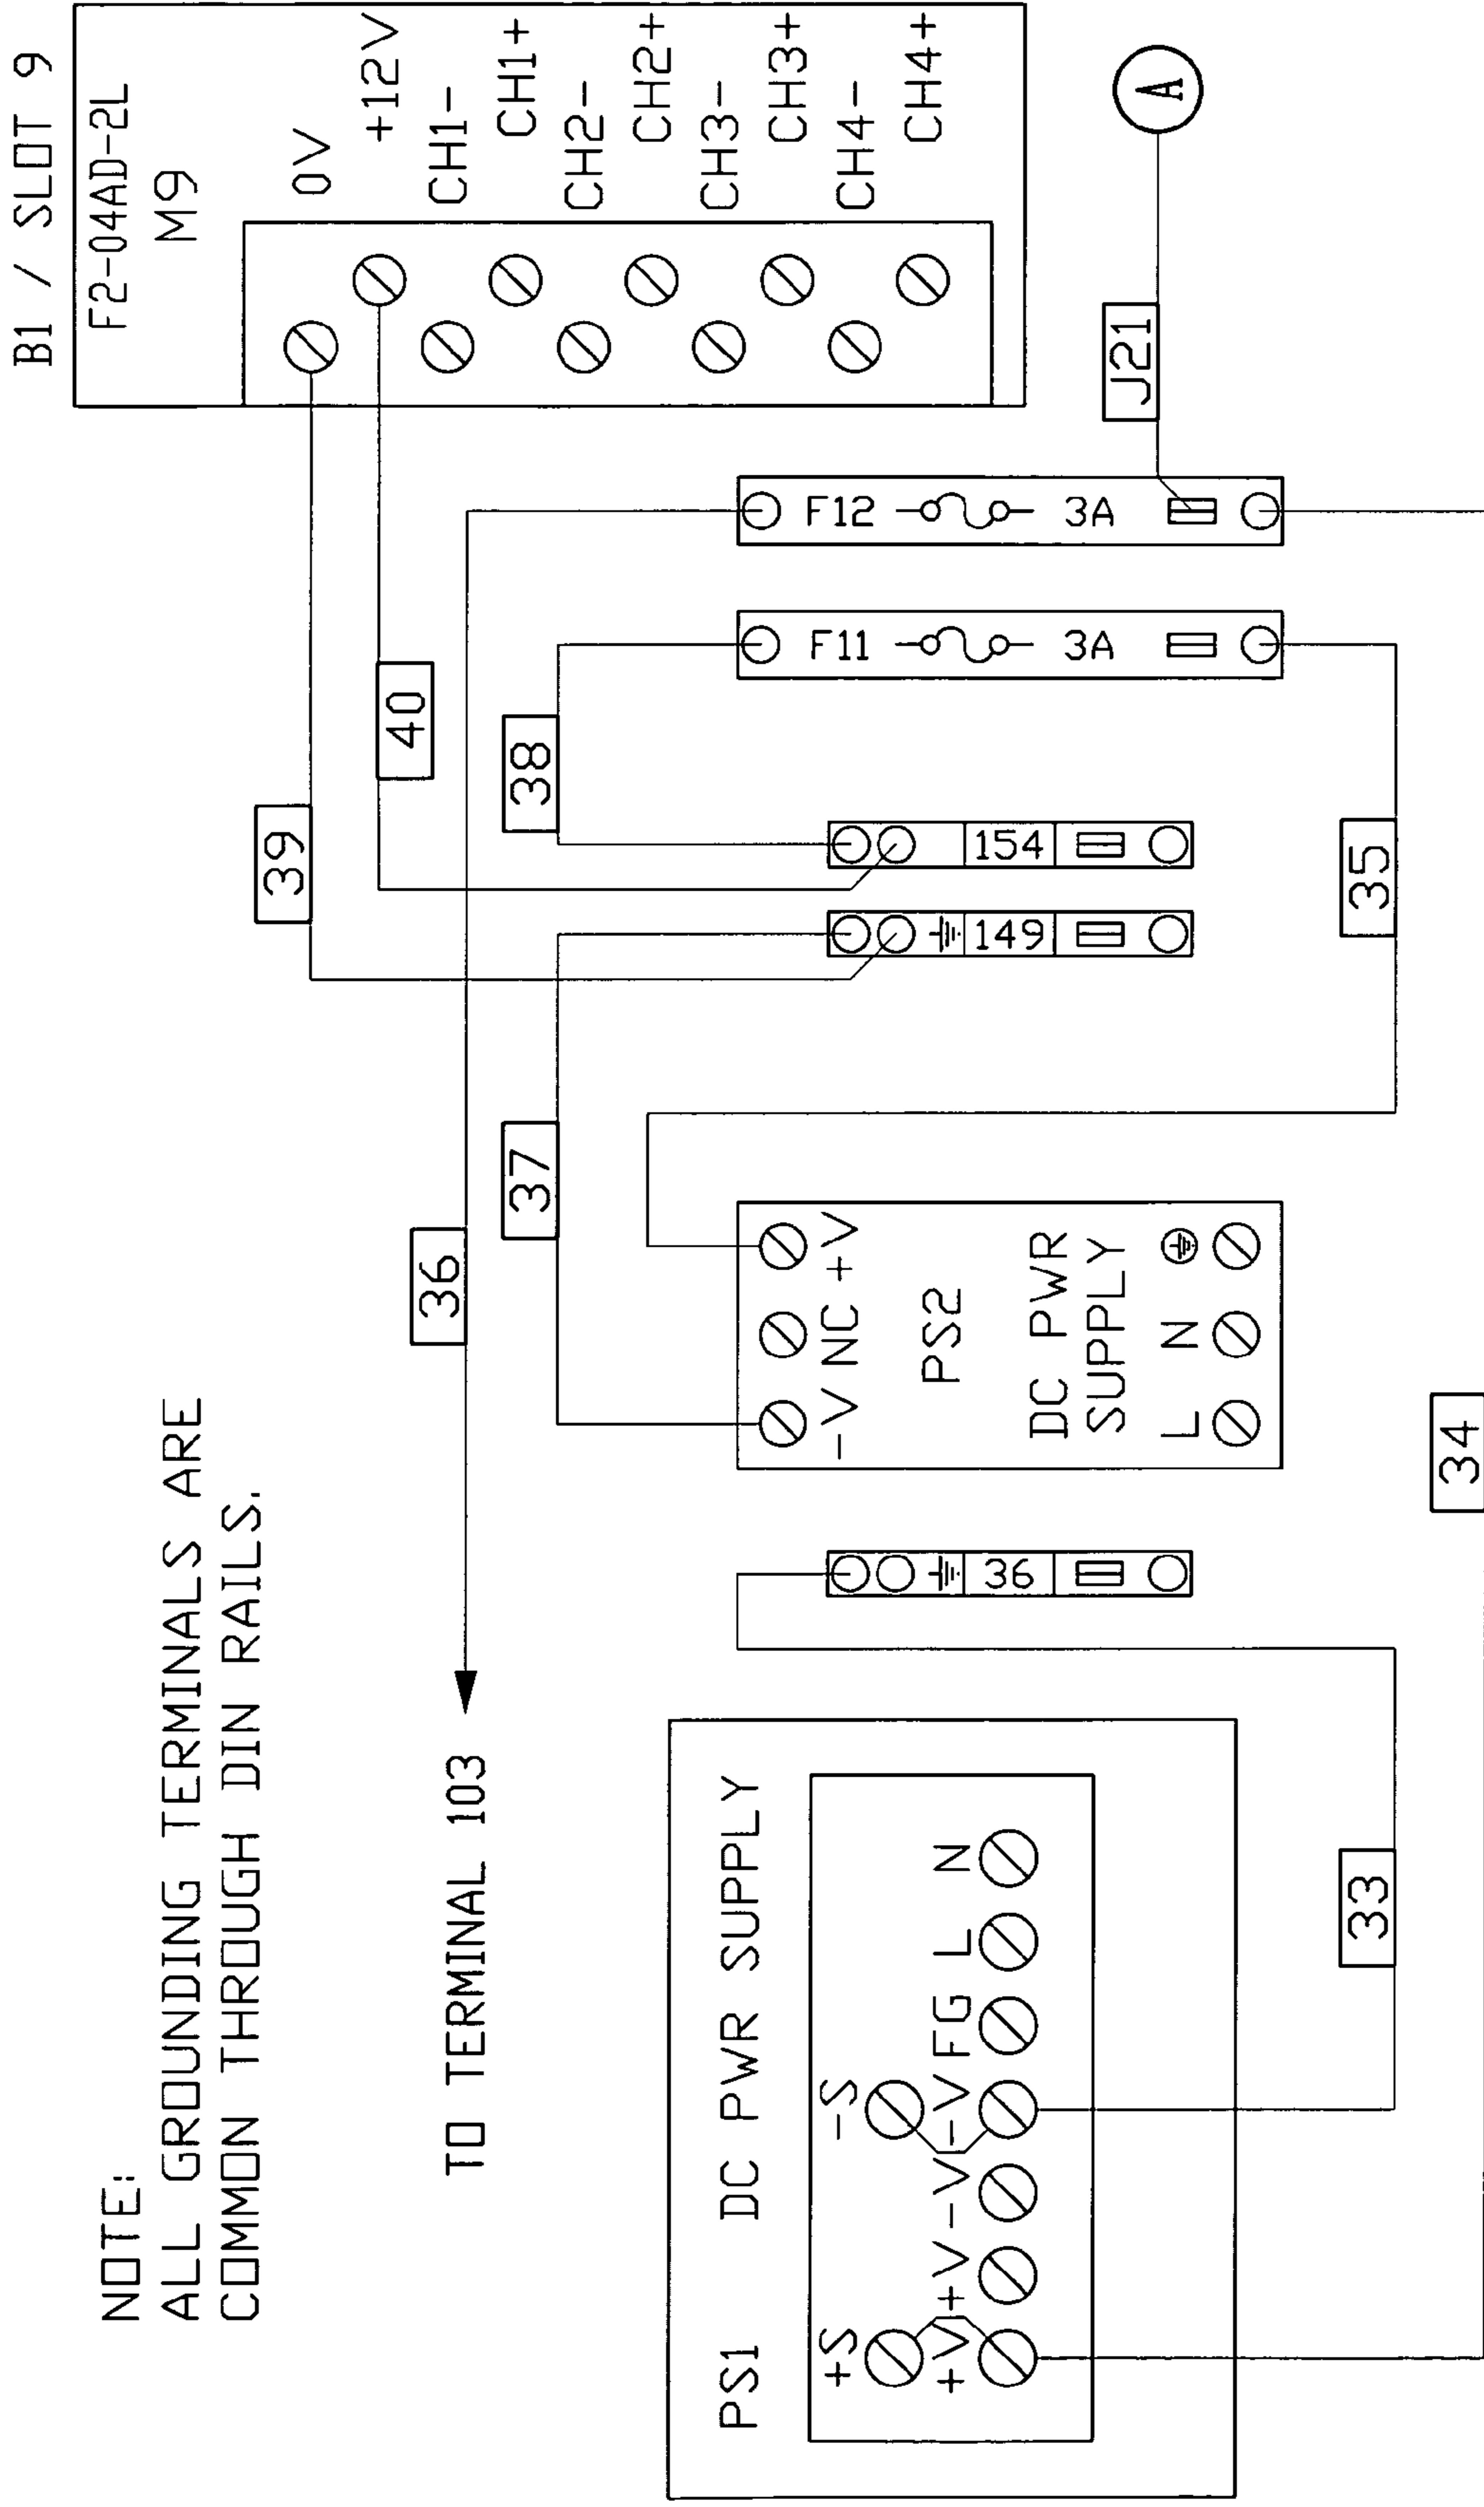 NOTE:
ALL GROUNDING TERMINALS ARE
COMMON THROUGH DIN RAILS.
B1 / SLOT 9
F2-04AD-2L
M9
0V
+12V
CH1-
CH1+
CH2-
CH2+
CH3-
CH3+
CH4-
CH4+
39
40
TO TERMINAL 103
36
37
38
PS1 DC PWR SUPPLY
+S -S
+V +V -V -V FG L N
36
-V NC +V
PS2
DC PWR
SUPPLY
L N
149
154
F11 3A
F12 3A
J21
A
33
35
34